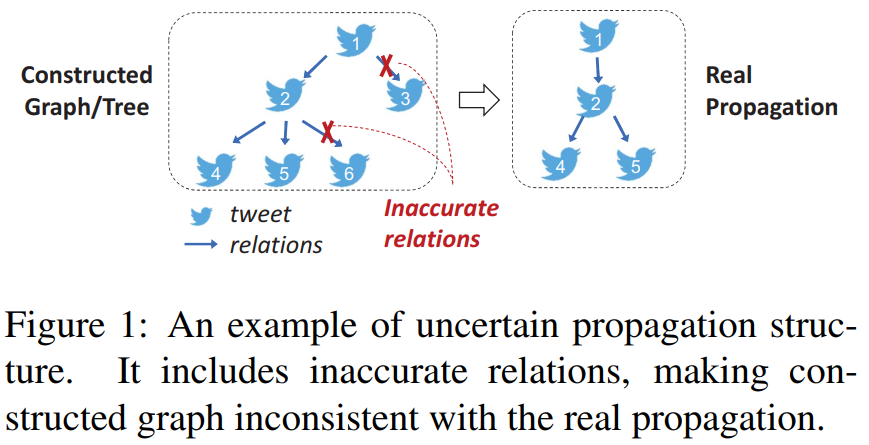 Constructed
Graph/Tree
1
2
3
4
5
6
Real
Propagation
1
2
4
5
tweet
relations
Inaccurate
relations
Figure 1: An example of uncertain propagation struc-
ture. It includes inaccurate relations, making con-
structed graph inconsistent with the real propagation.